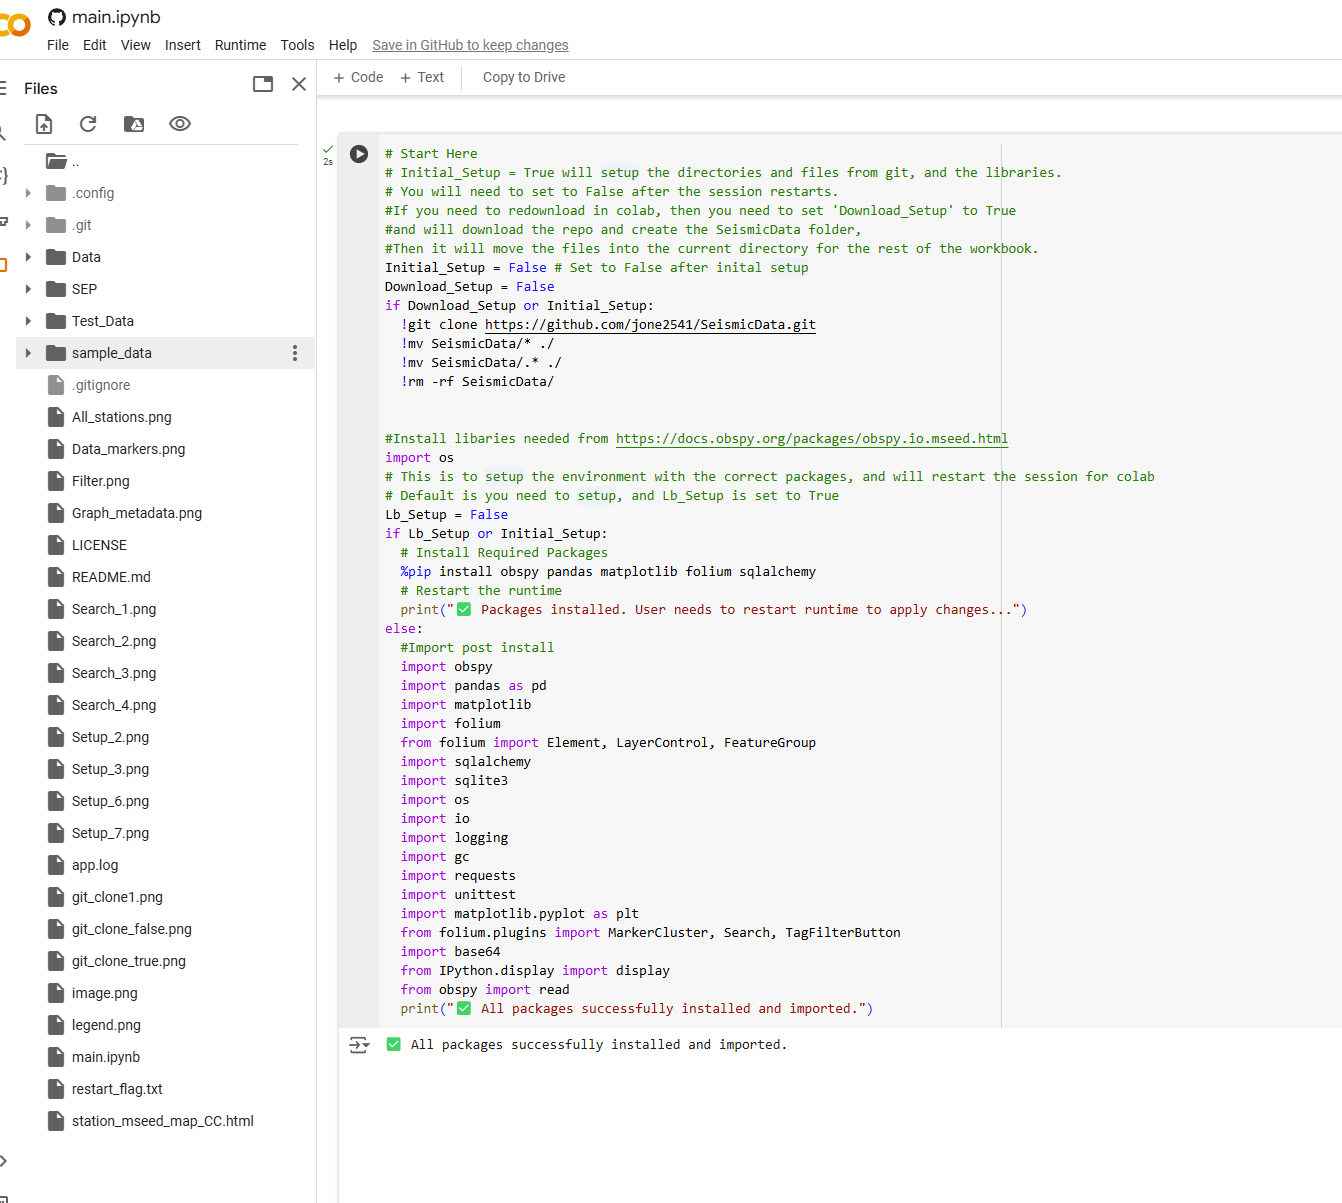 main.ipynb
File Edit View Insert Runtime Tools Help Save in GitHub to keep changes
Files
+ Code + Text Copy to Drive
..
.config
.git
Data
SEP
Test_Data
sample_data
.gitignore
All_stations.png
Data_markers.png
Filter.png
Graph_metadata.png
LICENSE
README.md
Search_1.png
Search_2.png
Search_3.png
Search_4.png
Setup_2.png
Setup_3.png
Setup_6.png
Setup_7.png
app.log
git_clone1.png
git_clone_false.png
git_clone_true.png
image.png
legend.png
main.ipynb
restart_flag.txt
station_mseed_map_CC.html
2s
# Start Here
# Initial_Setup = True will setup the directories and files from git, and the libraries.
# You will need to set to False after the session restarts.
#If you need to redownload in colab, then you need to set 'Download_Setup' to True
#and will download the repo and create the SeismicData folder,
#Then it will move the files into the current directory for the rest of the workbook.
Initial_Setup = False # Set to False after inital setup
Download_Setup = False
if Download_Setup or Initial_Setup:
  !git clone https://github.com/jone2541/SeismicData.git
  !mv SeismicData/* ./
  !mv SeismicData/.* ./
  !rm -rf SeismicData/
#Install libaries needed from https://docs.obspy.org/packages/obspy.io.mseed.html
import os
# This is to setup the environment with the correct packages, and will restart the session for colab
# Default is you need to setup, and Lb_Setup is set to True
Lb_Setup = False
if Lb_Setup or Initial_Setup:
  # Install Required Packages
  %pip install obspy pandas matplotlib folium sqlalchemy
  # Restart the runtime
  print("✅ Packages installed. User needs to restart runtime to apply changes...")
else:
  #Import post install
  import obspy
  import pandas as pd
  import matplotlib
  import folium
  from folium import Element, LayerControl, FeatureGroup
  import sqlalchemy
  import sqlite3
  import os
  import io
  import logging
  import gc
  import requests
  import unittest
  import matplotlib.pyplot as plt
  from folium.plugins import MarkerCluster, Search, TagFilterButton
  import base64
  from IPython.display import display
  from obspy import read
  print("✅ All packages successfully installed and imported.")
✅ All packages successfully installed and imported.